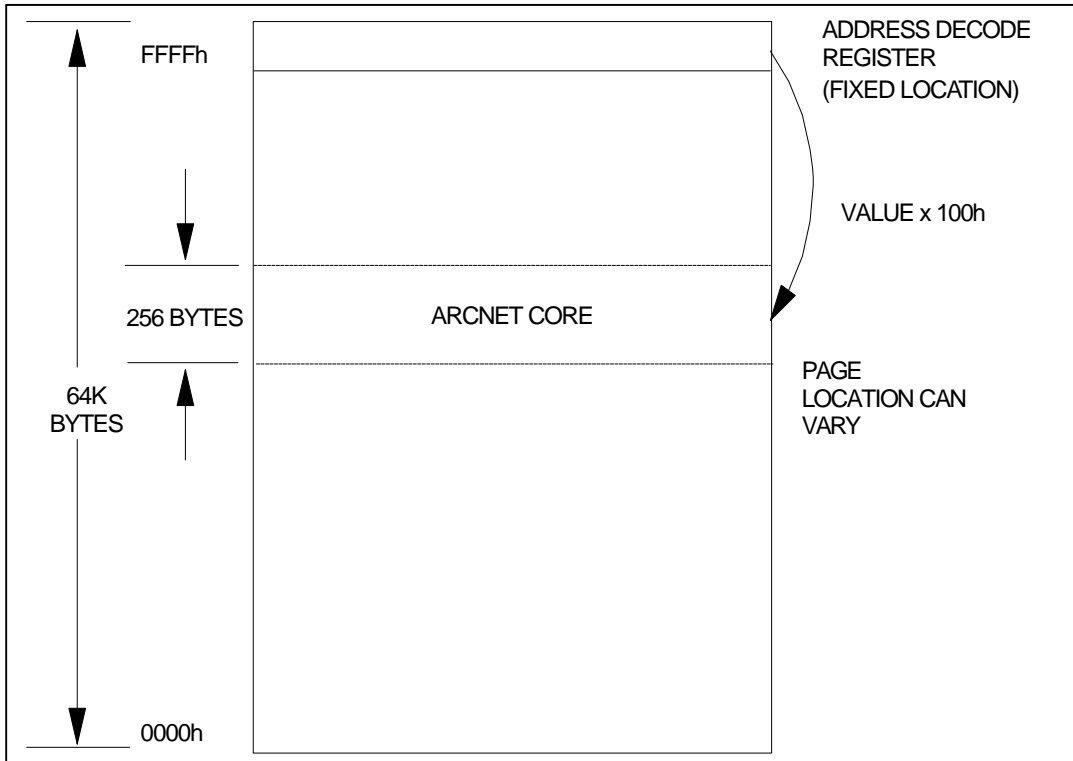 FFFFh
ADDRESS DECODE
REGISTER
(FIXED LOCATION)
VALUE x 100h
256 BYTES
ARCNET CORE
64K
BYTES
PAGE
LOCATION CAN
VARY
0000h